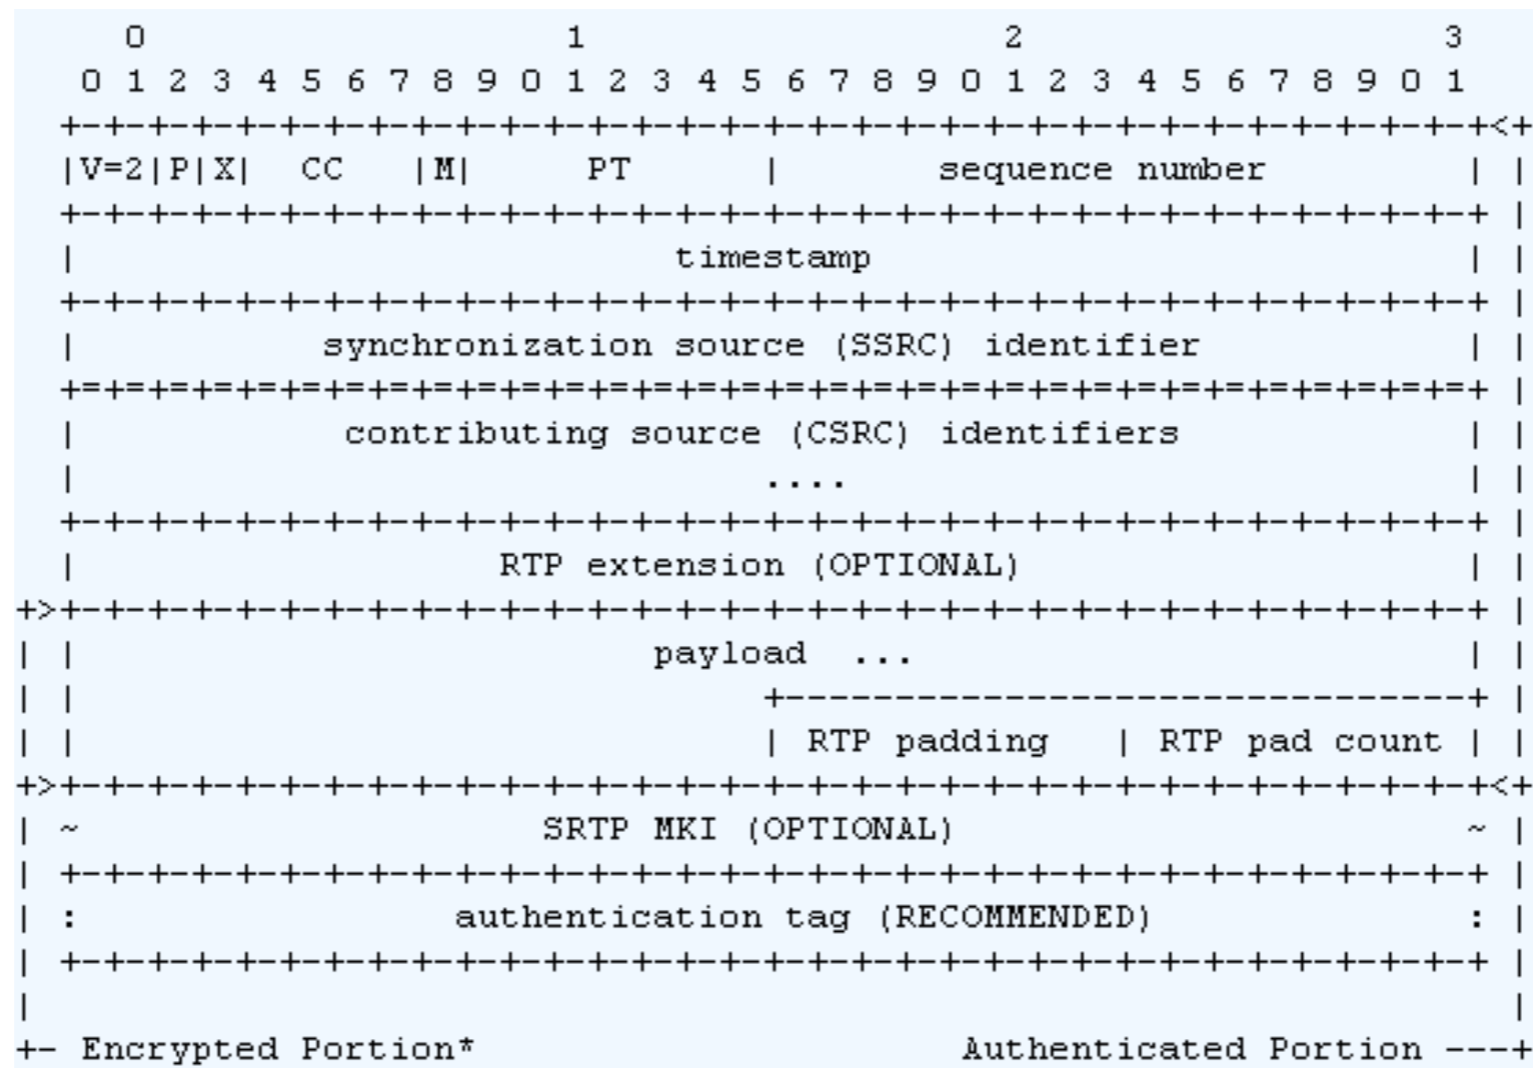 0                   1                   2                   3
   0 1 2 3 4 5 6 7 8 9 0 1 2 3 4 5 6 7 8 9 0 1 2 3 4 5 6 7 8 9 0 1
  +-+-+-+-+-+-+-+-+-+-+-+-+-+-+-+-+-+-+-+-+-+-+-+-+-+-+-+-+-+-+-+-+<+
  |V=2|P|X|  CC   |M|     PT      |       sequence number         | |
  +-+-+-+-+-+-+-+-+-+-+-+-+-+-+-+-+-+-+-+-+-+-+-+-+-+-+-+-+-+-+-+-+ |
  |                           timestamp                           | |
  +-+-+-+-+-+-+-+-+-+-+-+-+-+-+-+-+-+-+-+-+-+-+-+-+-+-+-+-+-+-+-+-+ |
  |           synchronization source (SSRC) identifier            | |
  +=+=+=+=+=+=+=+=+=+=+=+=+=+=+=+=+=+=+=+=+=+=+=+=+=+=+=+=+=+=+=+=+ |
  |            contributing source (CSRC) identifiers             | |
  |                               ....                            | |
  +-+-+-+-+-+-+-+-+-+-+-+-+-+-+-+-+-+-+-+-+-+-+-+-+-+-+-+-+-+-+-+-+ |
  |                   RTP extension (OPTIONAL)                    | |
+>+-+-+-+-+-+-+-+-+-+-+-+-+-+-+-+-+-+-+-+-+-+-+-+-+-+-+-+-+-+-+-+-+ |
| |                          payload  ...                         | |
| |                               +-------------------------------+ |
| |                               | RTP padding   | RTP pad count | |
+>+-+-+-+-+-+-+-+-+-+-+-+-+-+-+-+-+-+-+-+-+-+-+-+-+-+-+-+-+-+-+-+-+<+
| ~                     SRTP MKI (OPTIONAL)                       ~ |
| +-+-+-+-+-+-+-+-+-+-+-+-+-+-+-+-+-+-+-+-+-+-+-+-+-+-+-+-+-+-+-+-+ |
| :                 authentication tag (RECOMMENDED)              : |
| +-+-+-+-+-+-+-+-+-+-+-+-+-+-+-+-+-+-+-+-+-+-+-+-+-+-+-+-+-+-+-+-+ |
|                                                                   |
+- Encrypted Portion*                      Authenticated Portion ---+